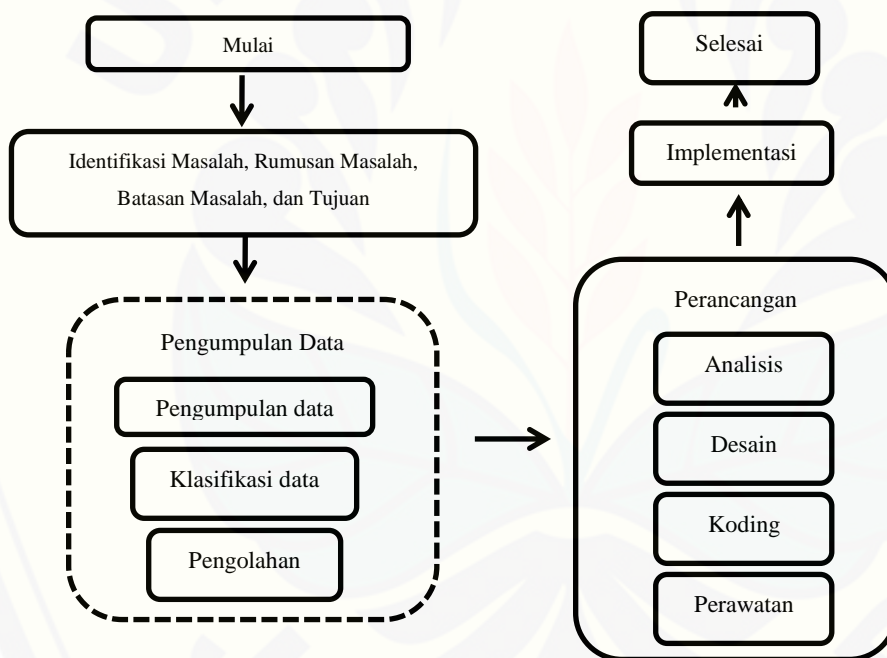 Mulai
Identifikasi Masalah, Rumusan Masalah,
Batasan Masalah, dan Tujuan
Pengumpulan Data
Pengumpulan data
Klasifikasi data
Pengolahan
Perancangan
Analisis
Desain
Koding
Perawatan
Implementasi
Selesai